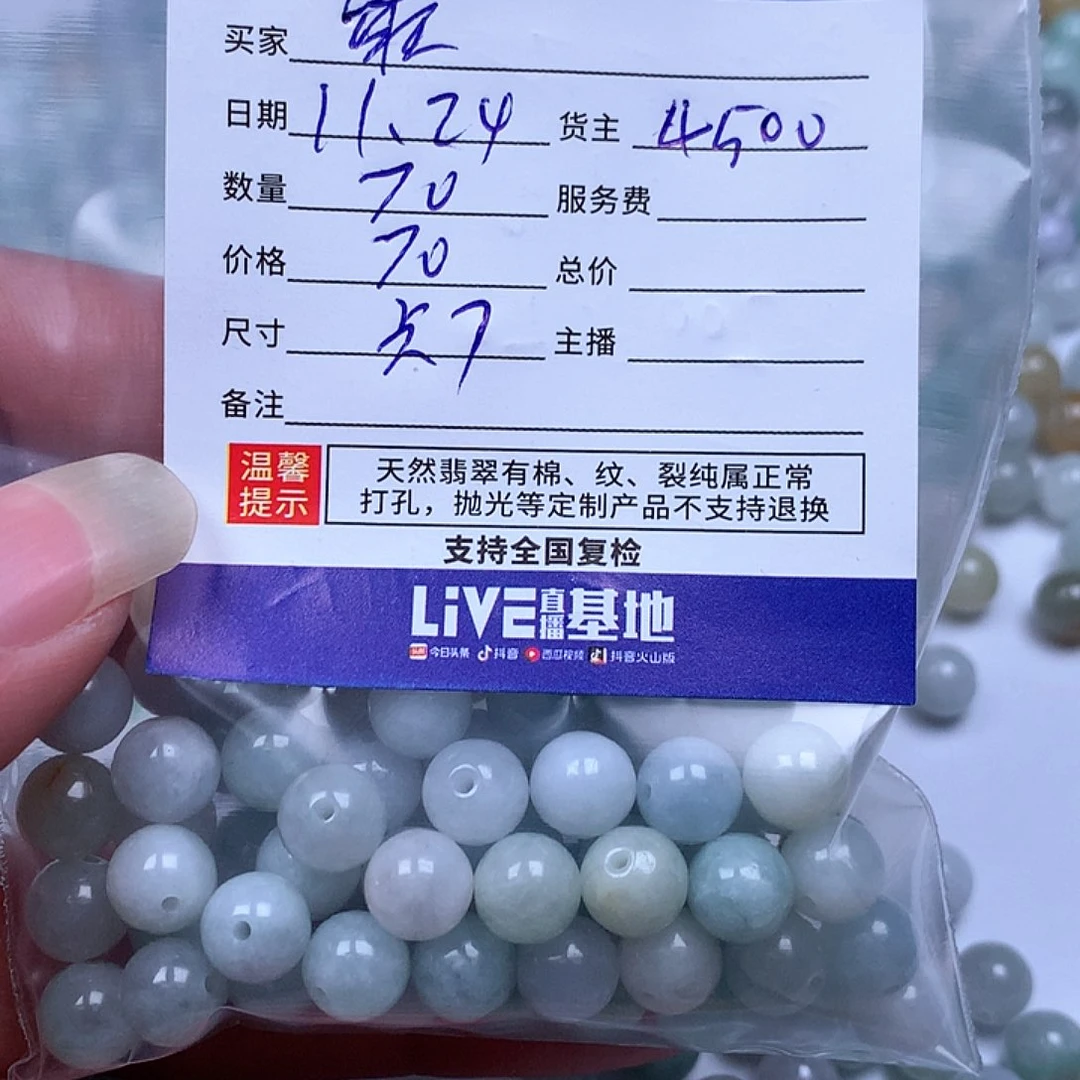 买家
日期 11、24 货主 4500
数量 70 服务费
价格 70 总价
尺寸 点7 主播
备注
温馨提示
天然翡翠有棉、纹、裂纯属正常
打孔，抛光等定制产品不支持退换
支持全国复检
LiVE直播基地
今日头条 抖音 西瓜视频 抖音火山版